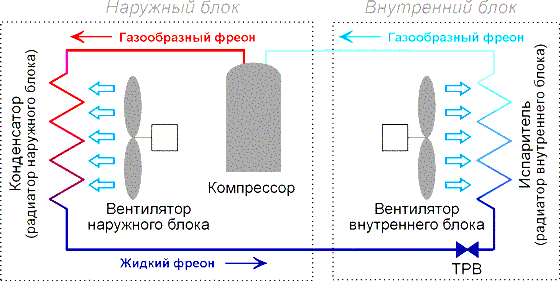 Наружный блок
Внутренний блок
Газообразный фреон
Газообразный фреон
Конденсатор
(радиатор наружного блока)
Компрессор
Вентилятор
наружного блока
Вентилятор
внутреннего блока
Испаритель
(радиатор внутреннего блока)
Жидкий фреон
ТРВ